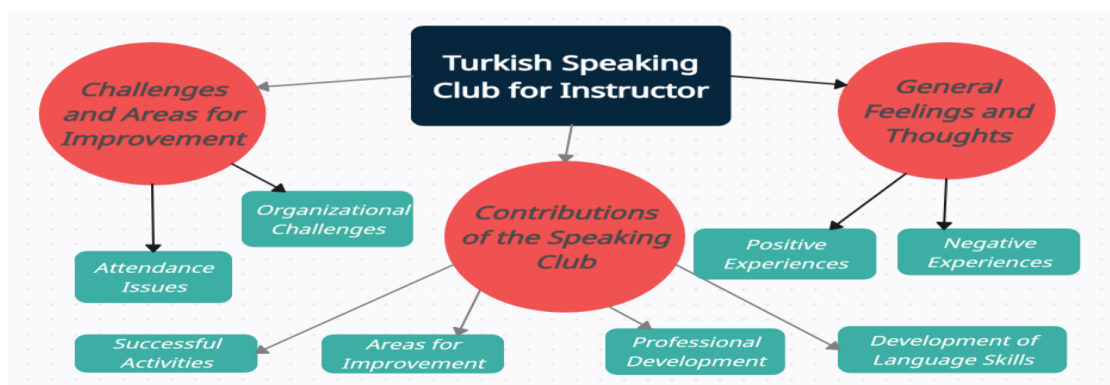 Turkish Speaking
Club for Instructor
Challenges
and Areas for
Improvement
General
Feelings and
Thoughts
Organizational
Challenges
Contributions
of the Speaking
Club
Positive
Experiences
Negative
Experiences
Attendance
Issues
Successful
Activities
Areas for
Improvement
Professional
Development
Development of
Language Skills